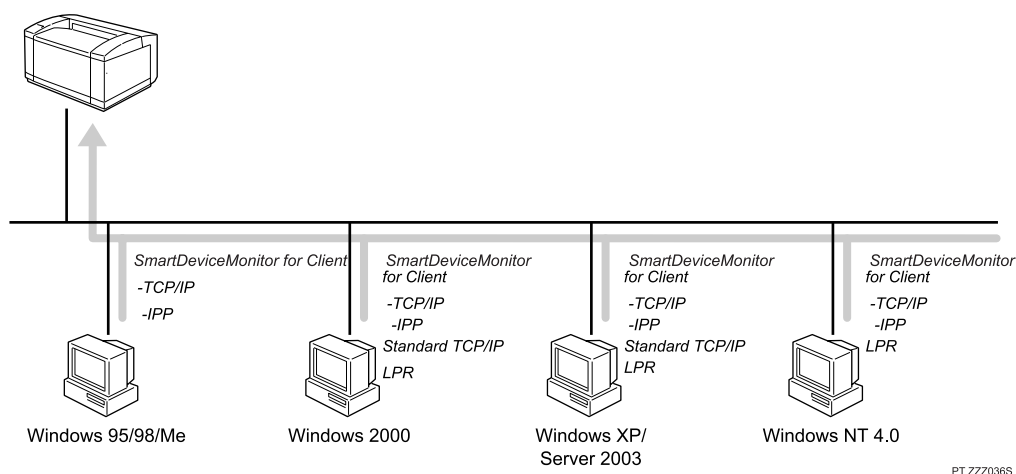 SmartDeviceMonitor for Client
-TCP/IP
-IPP
SmartDeviceMonitor
for Client
-TCP/IP
-IPP
Standard TCP/IP
LPR
SmartDeviceMonitor
for Client
-TCP/IP
-IPP
Standard TCP/IP
LPR
SmartDeviceMonitor
for Client
-TCP/IP
-IPP
LPR
Windows 95/98/Me
Windows 2000
Windows XP/
Server 2003
Windows NT 4.0
PT ZZZ036S